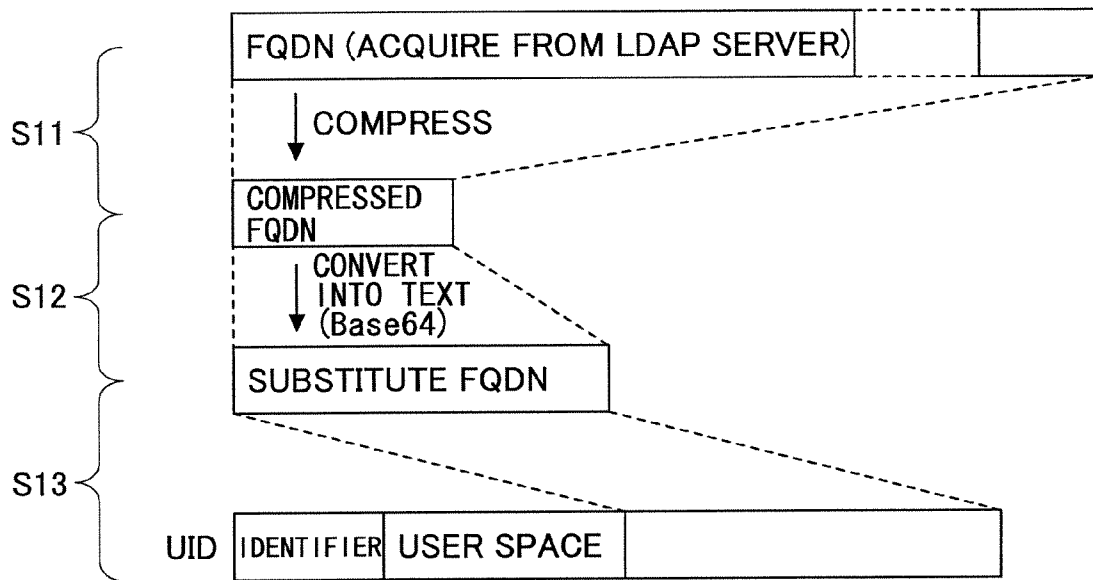 FQDN (ACQUIRE FROM LDAP SERVER)
S11
COMPRESS
COMPRESSED
FQDN
S12
CONVERT
INTO TEXT
(Base64)
SUBSTITUTE FQDN
S13
UID IDENTIFIER USER SPACE